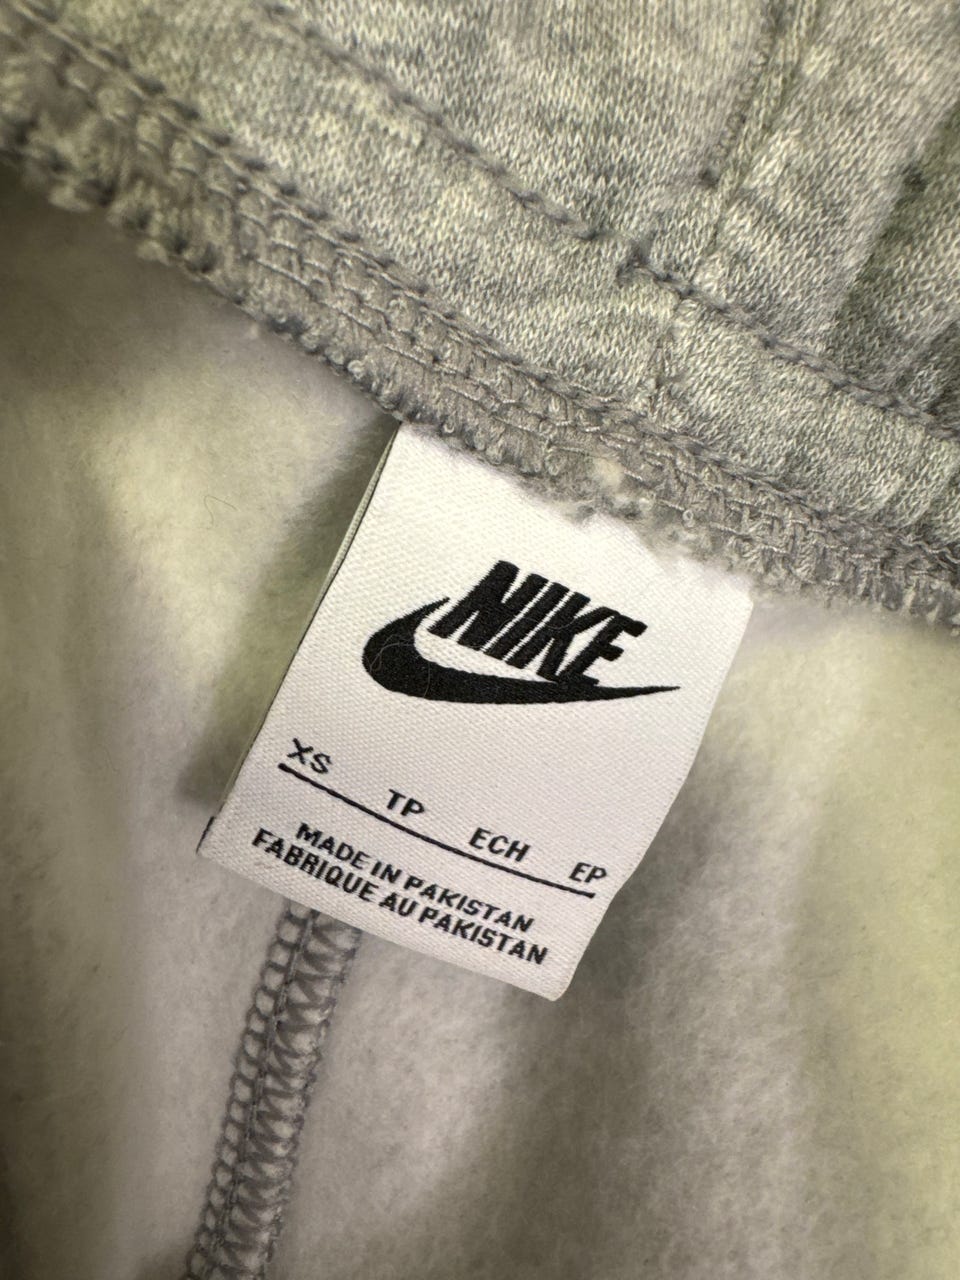 NIKE
XS TP ECH EP
MADE IN PAKISTAN
FABRIQUE AU PAKISTAN